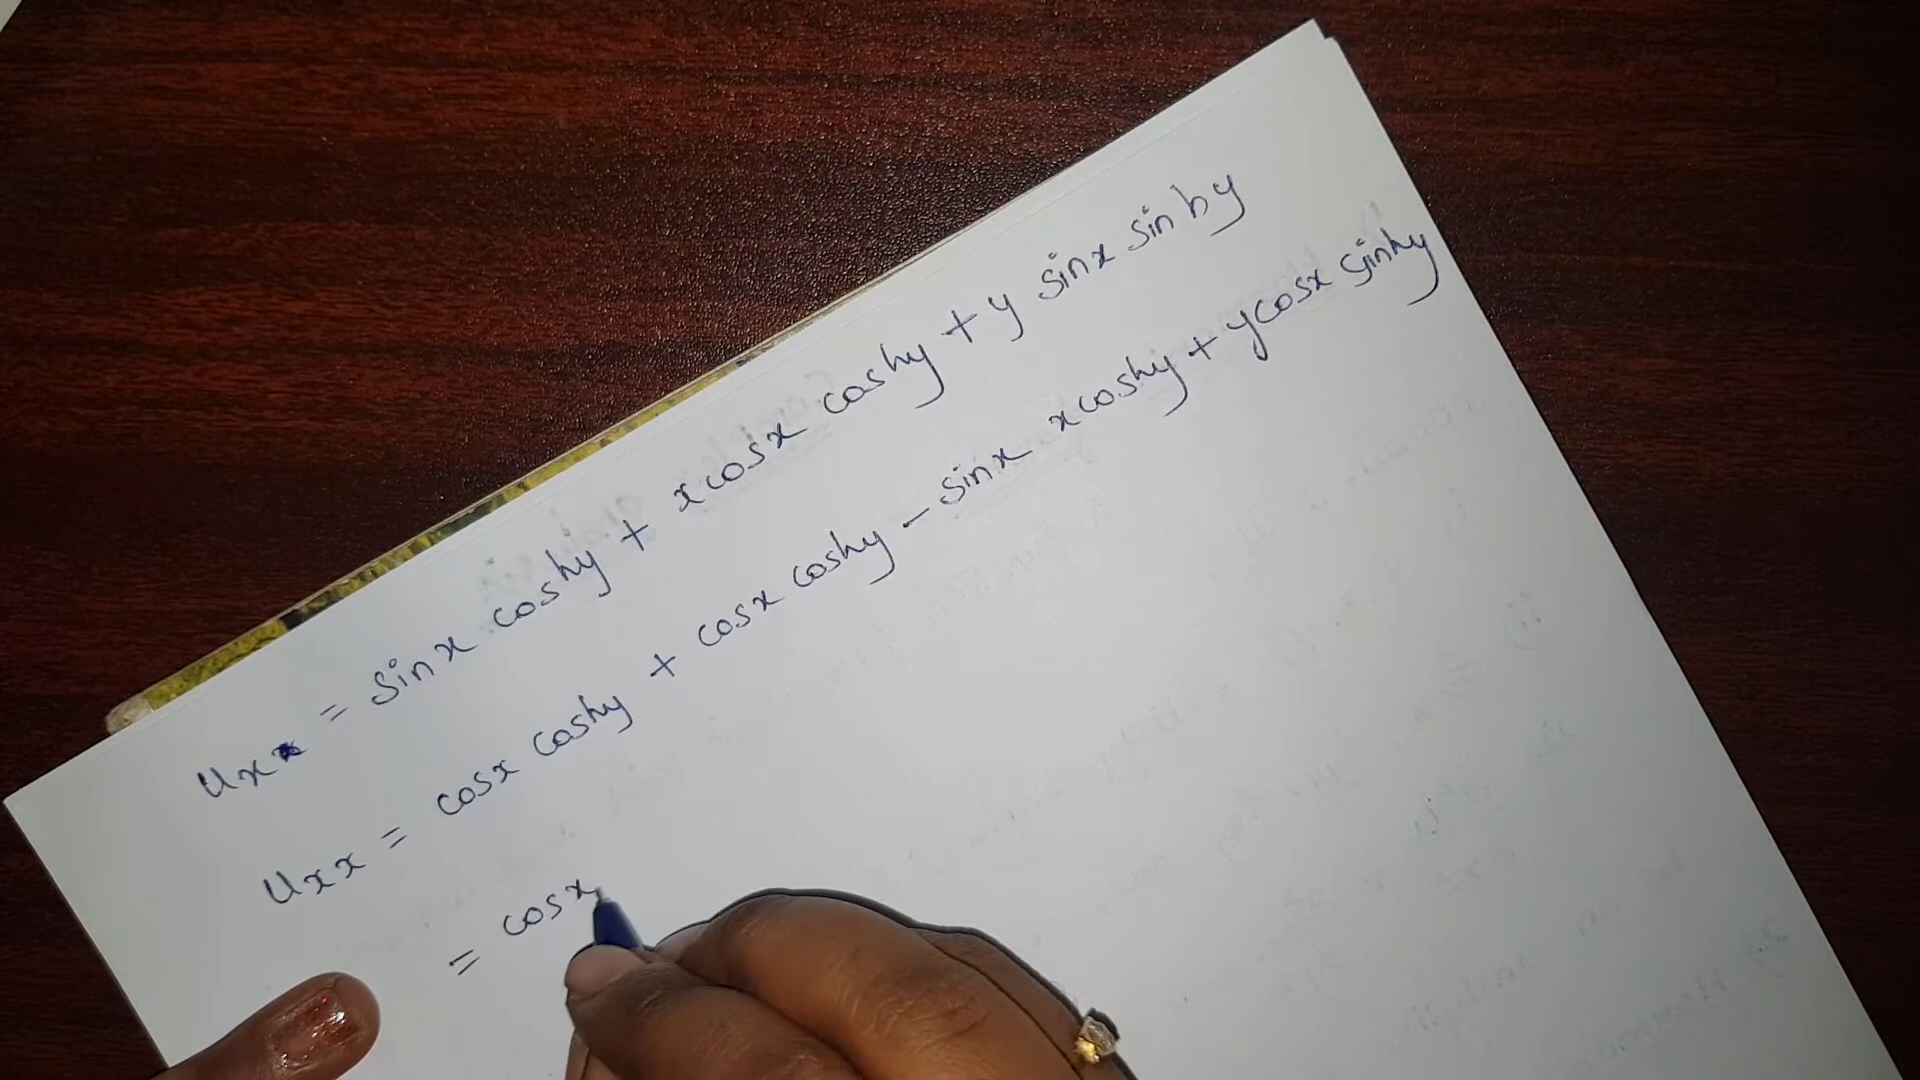 ux = sinx coshy + x cosx coshy + y sinx sinhy
uxx = cosx coshy + cosx coshy - sinx xcoshy + ycosx sinhy
= cosx